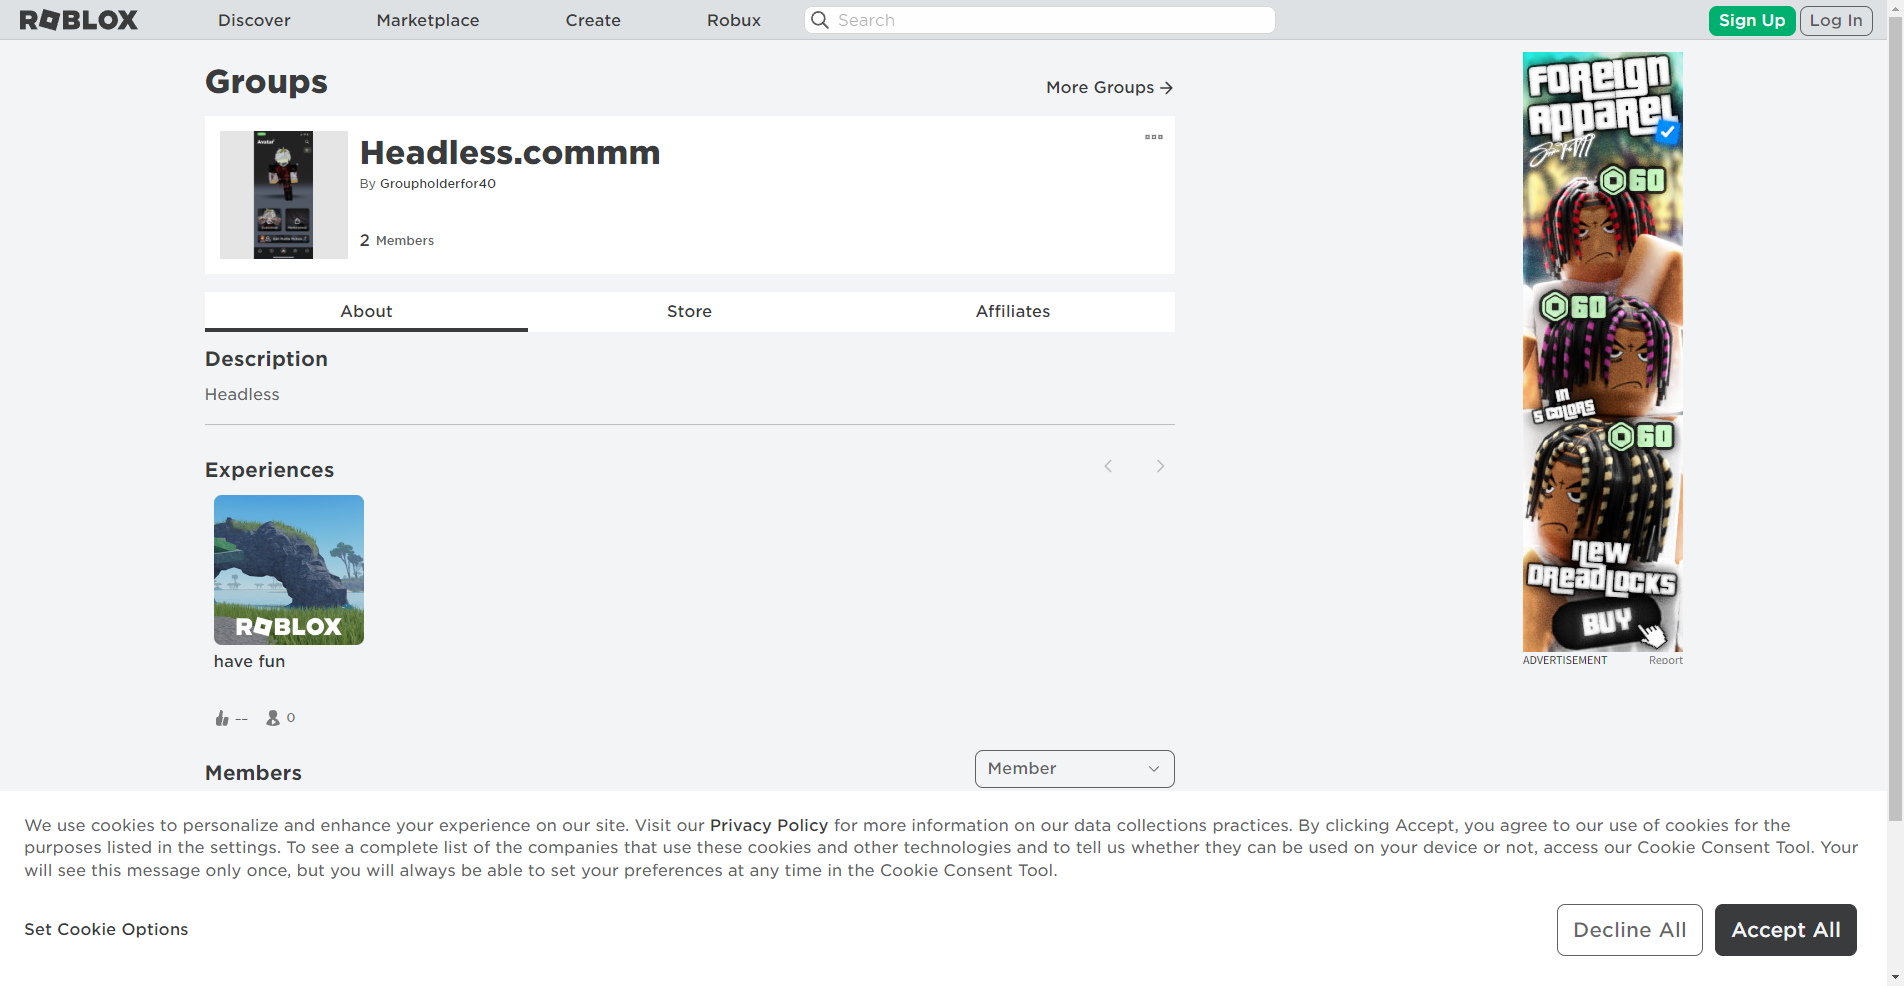 ROBLOX
Discover
Marketplace
Create
Robux
Search
Sign Up
Log In
Groups
More Groups
Avatar
Headless.commm
By Groupholderfor40
2 Members
About
Store
Affiliates
Description
Headless
Experiences
ROBLOX
have fun
--
0
Members
Member
FOREIGN
APPAREL
60
60
IN
5 COLORS
60
NEW
DREADLOCKS
BUY
ADVERTISEMENT
Report
We use cookies to personalize and enhance your experience on our site. Visit our Privacy Policy for more information on our data collections practices. By clicking Accept, you agree to our use of cookies for the
purposes listed in the settings. To see a complete list of the companies that use these cookies and other technologies and to tell us whether they can be used on your device or not, access our Cookie Consent Tool. Your
will see this message only once, but you will always be able to set your preferences at any time in the Cookie Consent Tool.
Set Cookie Options
Decline All
Accept All